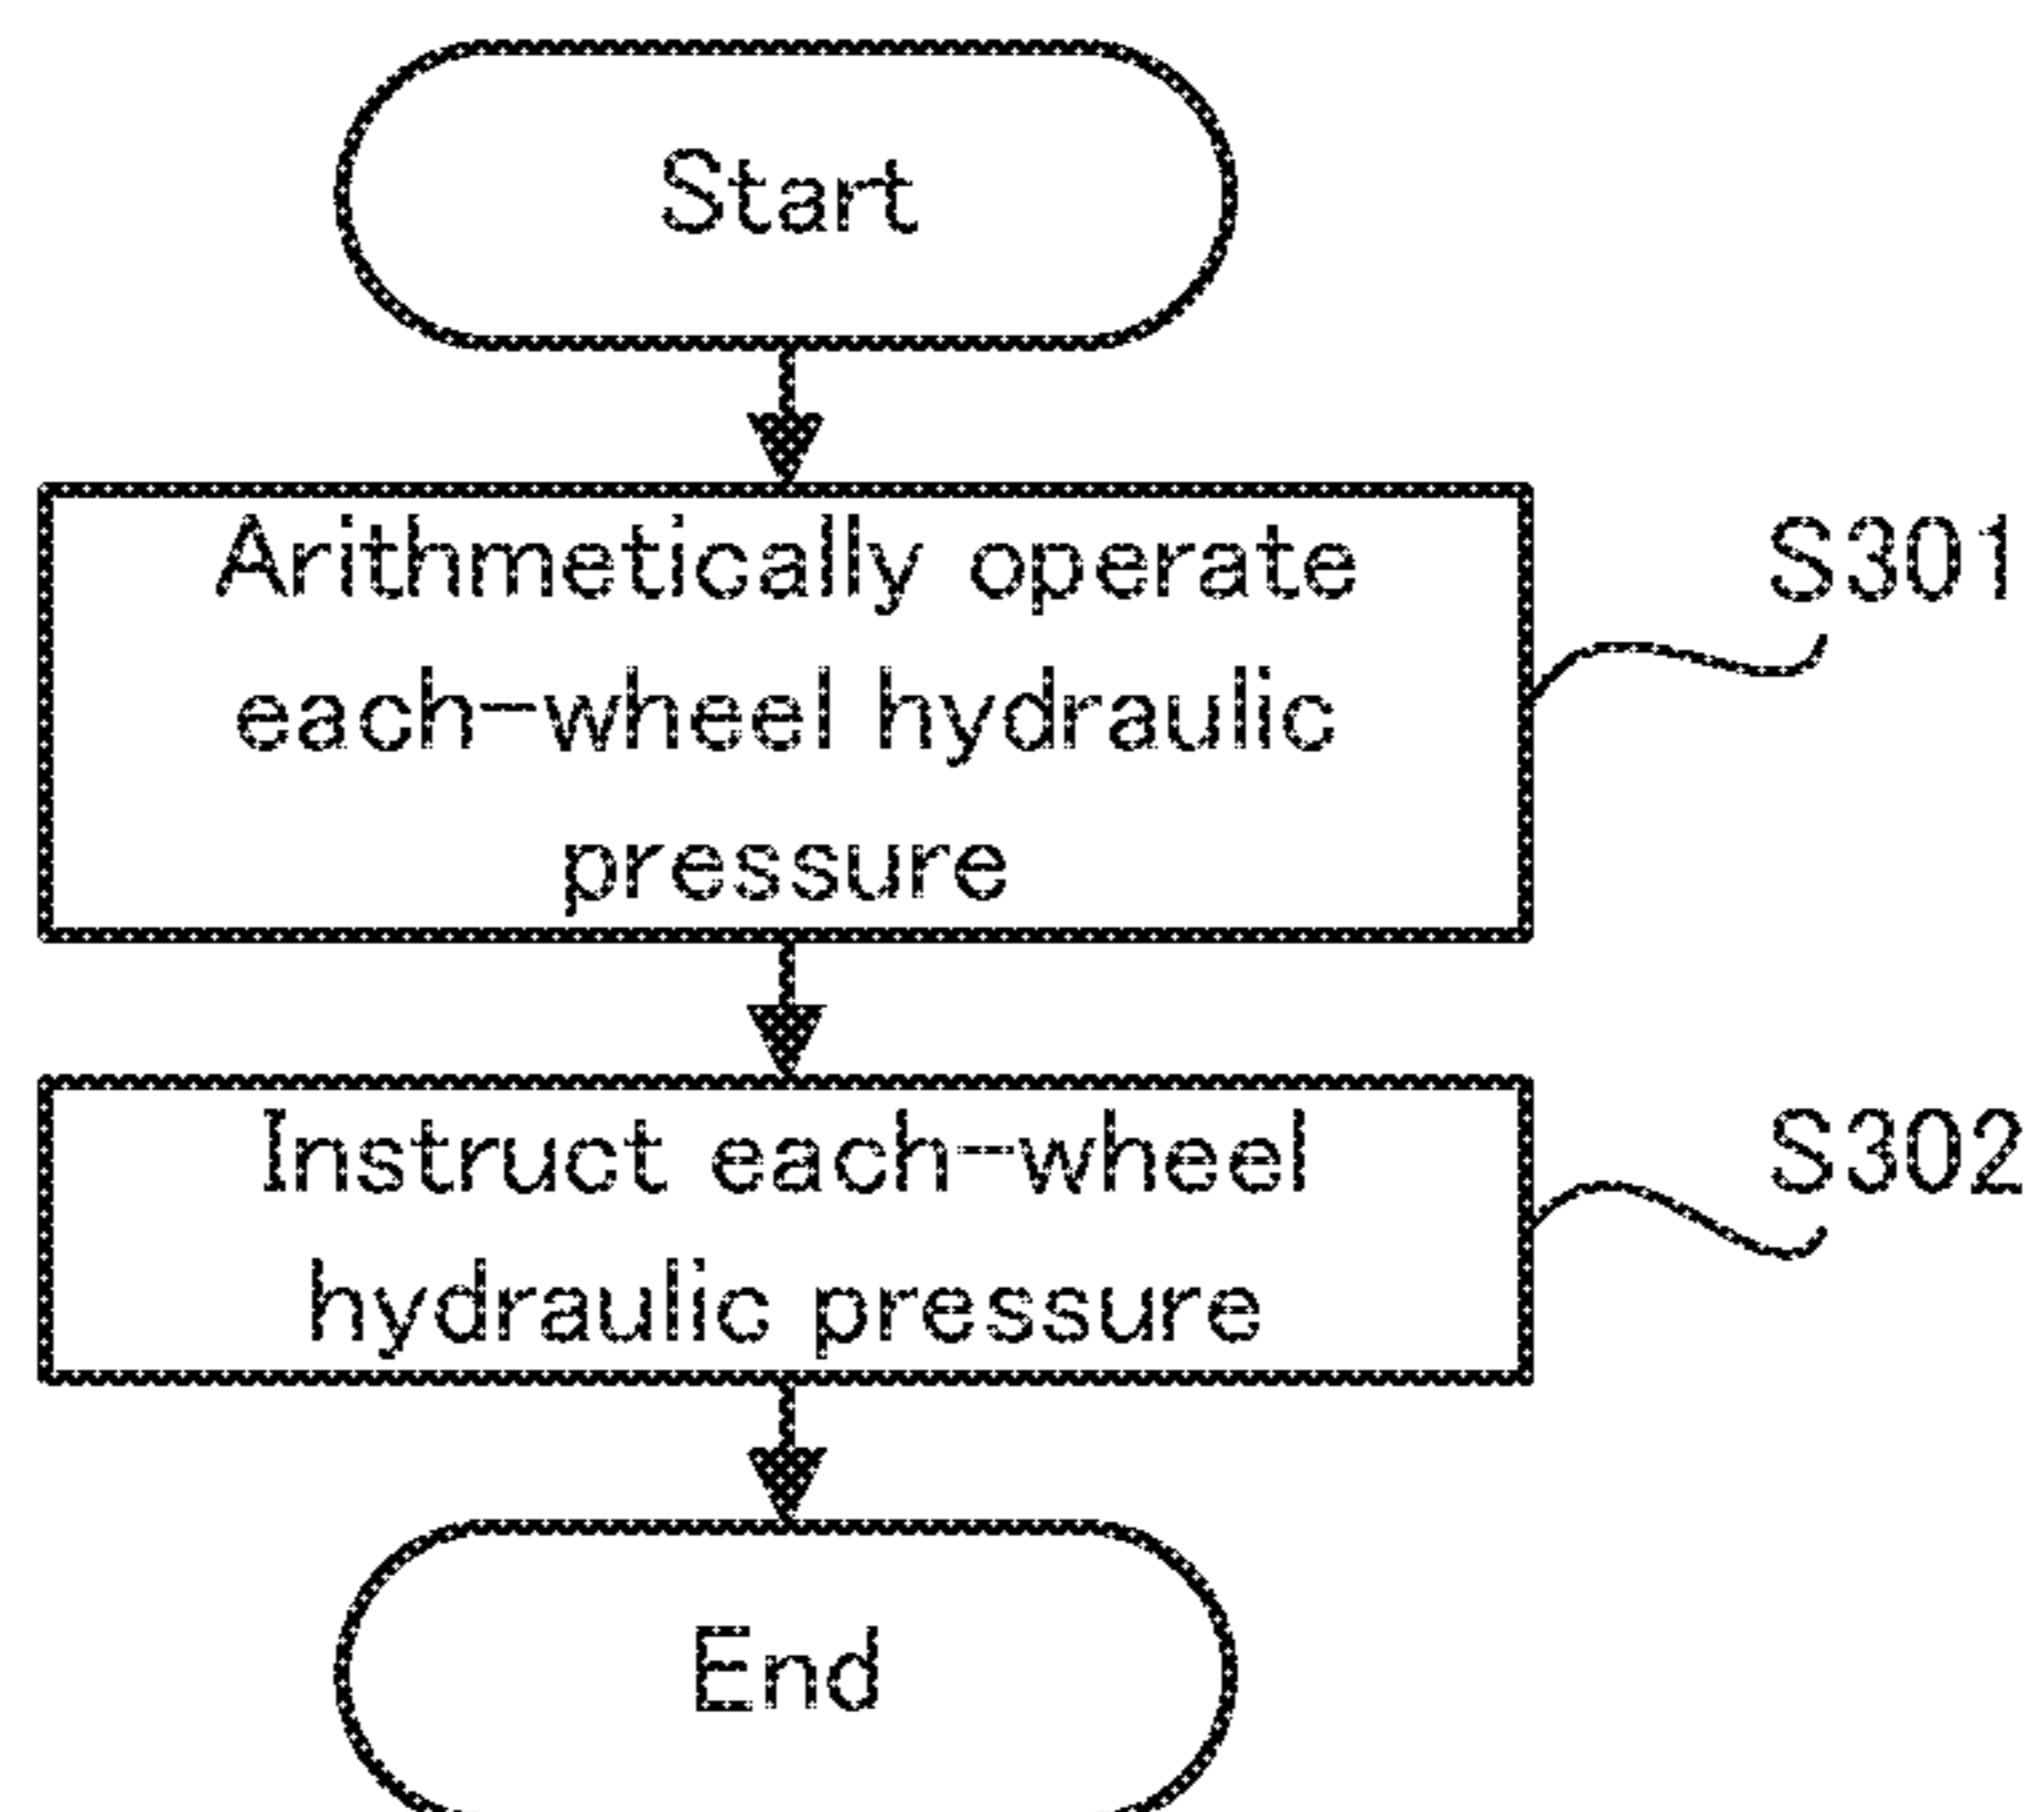 Start
Arithmetically operate
each-wheel hydraulic
pressure
S301
Instruct each-wheel
hydraulic pressure
S302
End